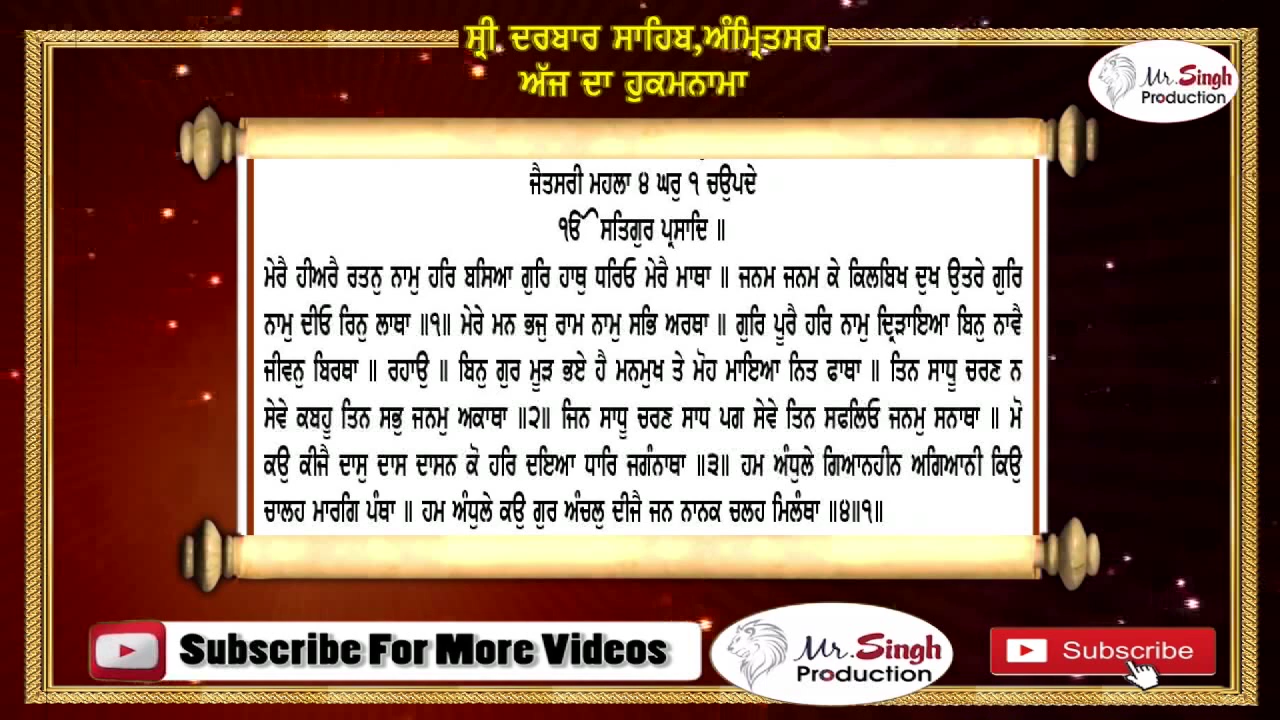 ਸ੍ਰੀ ਦਰਬਾਰ ਸਾਹਿਬ,ਅੰਮ੍ਰਿਤਸਰ
ਅੱਜ ਦਾ ਹੁਕਮਨਾਮਾ
Mr.Singh
Production
ਜੈਤਸਰੀ ਮਹਲਾ ੪ ਘਰੁ ੧ ਚਉਪਦੇ
ੴ ਸਤਿਗੁਰ ਪ੍ਰਸਾਦਿ ॥
ਮੇਰੈ ਹੀਅਰੈ ਰਤਨੁ ਨਾਮੁ ਹਰਿ ਬਸਿਆ ਗੁਰਿ ਹਾਥੁ ਧਰਿਓ ਮੇਰੈ ਮਾਥਾ ॥ ਜਨਮ ਜਨਮ ਕੇ ਕਿਲਬਿਖ ਦੁਖ ਉਤਰੇ ਗੁਰਿ
ਨਾਮੁ ਦੀਓ ਰਿਨੁ ਲਾਥਾ ॥੧॥ ਮੇਰੇ ਮਨ ਭਜੁ ਰਾਮ ਨਾਮੁ ਸਭਿ ਅਰਥਾ ॥ ਗੁਰਿ ਪੂਰੈ ਹਰਿ ਨਾਮੁ ਦ੍ਰਿੜਾਇਆ ਬਿਨੁ ਨਾਵੈ
ਜੀਵਨੁ ਬਿਰਥਾ ॥ ਰਹਾਉ ॥ ਬਿਨੁ ਗੁਰ ਮੂੜ ਭਏ ਹੈ ਮਨਮੁਖ ਤੇ ਮੋਹ ਮਾਇਆ ਨਿਤ ਫਾਥਾ ॥ ਤਿਨ ਸਾਧੂ ਚਰਣ ਨ
ਸੇਵੇ ਕਬਹੂ ਤਿਨ ਸਭੁ ਜਨਮੁ ਅਕਾਥਾ ॥੨॥ ਜਿਨ ਸਾਧੂ ਚਰਣ ਸਾਧ ਪਗ ਸੇਵੇ ਤਿਨ ਸਫਲਿਓ ਜਨਮੁ ਸਨਾਥਾ ॥ ਮੋ
ਕਉ ਕੀਜੈ ਦਾਸੁ ਦਾਸ ਦਾਸਨ ਕੋ ਹਰਿ ਦਇਆ ਧਾਰਿ ਜਗੰਨਾਥਾ ॥੩॥ ਹਮ ਅੰਧੁਲੇ ਗਿਆਨਹੀਨ ਅਗਿਆਨੀ ਕਿਉ
ਚਾਲਹ ਮਾਰਗਿ ਪੰਥਾ ॥ ਹਮ ਅੰਧੁਲੇ ਕਉ ਗੁਰ ਅੰਚਲੁ ਦੀਜੈ ਜਨ ਨਾਨਕ ਚਲਹ ਮਿਲੰਥਾ ॥੪॥੧॥
Subscribe For More Videos
Mr.Singh
Production
Subscribe